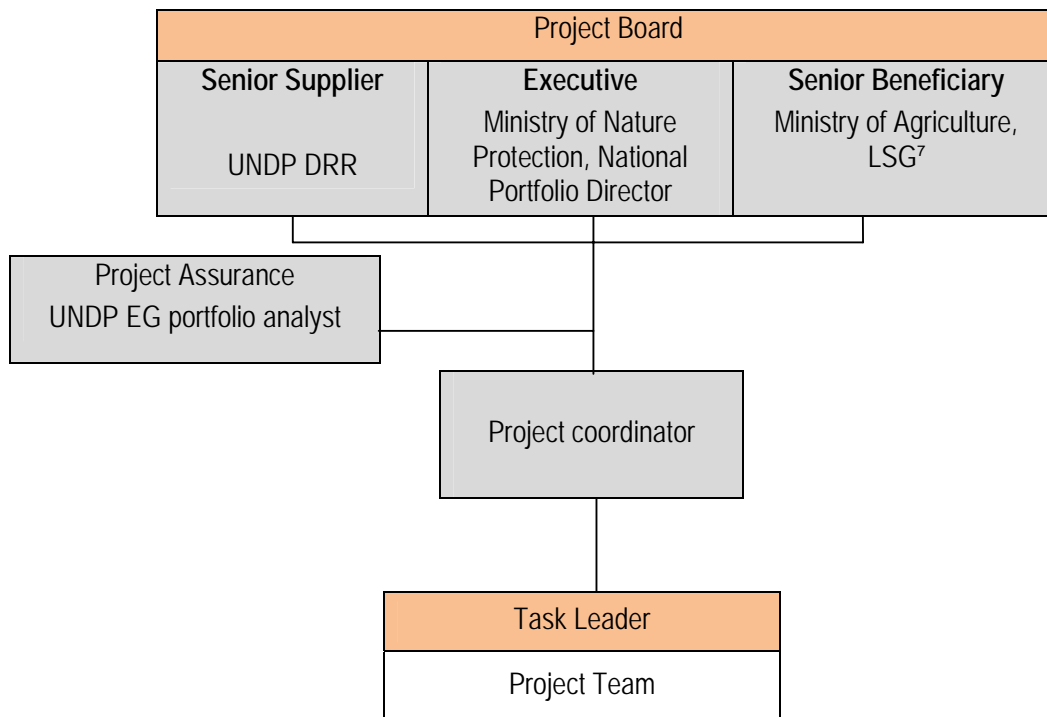 Project Board
Senior Supplier
UNDP DRR
Executive
Ministry of Nature
Protection, National
Portfolio Director
Senior Beneficiary
Ministry of Agriculture,
LSG⁷
Project Assurance
UNDP EG portfolio analyst
Project coordinator
Task Leader
Project Team